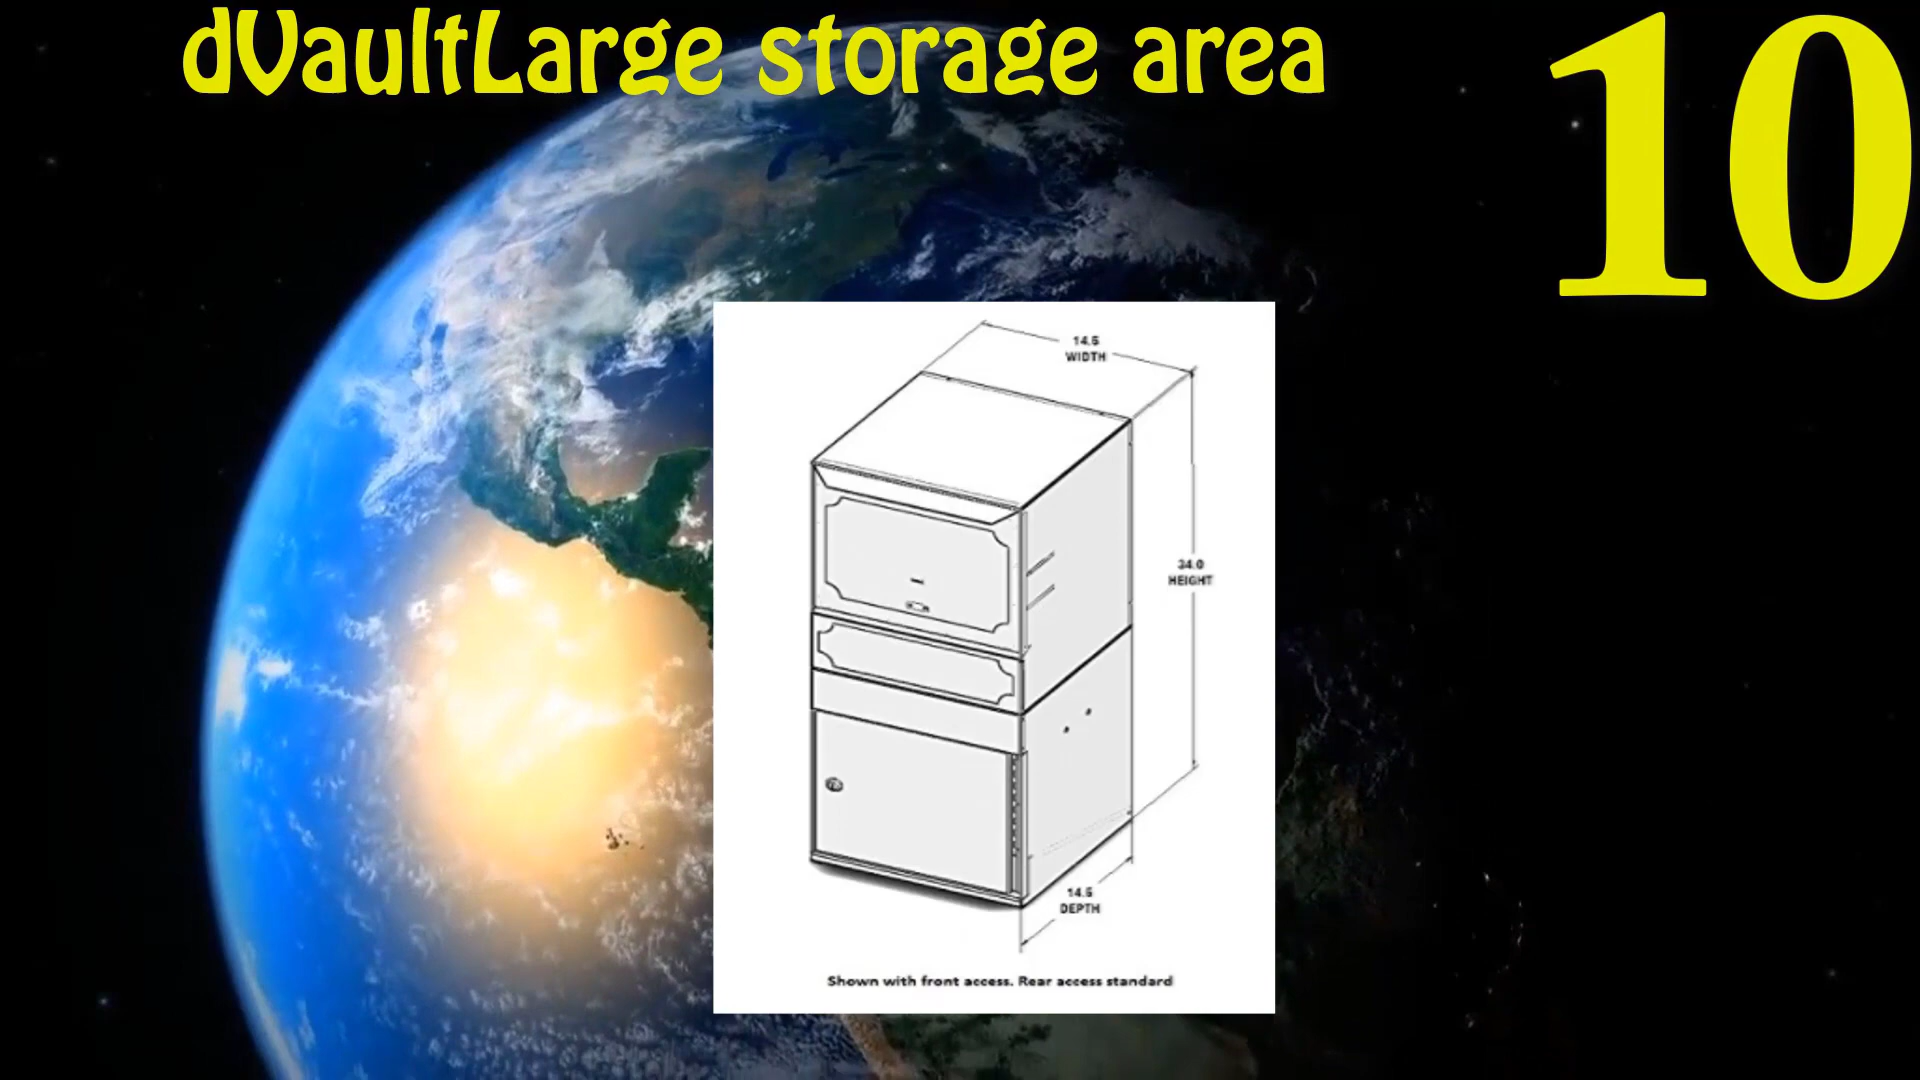 dVaultLarge storage area
10
14.5
WIDTH
34.0
HEIGHT
14.5
DEPTH
Shown with front access. Rear access standard